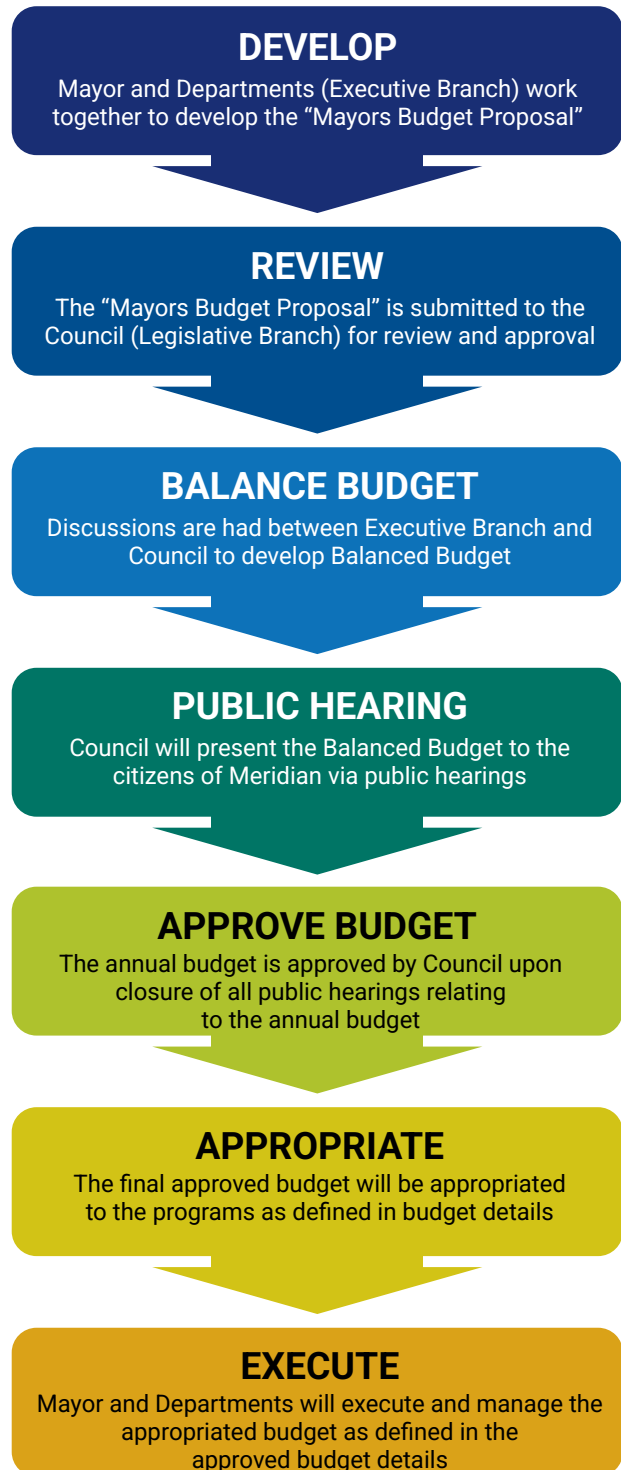 DEVELOP
Mayor and Departments (Executive Branch) work
together to develop the “Mayors Budget Proposal”
REVIEW
The “Mayors Budget Proposal” is submitted to the
Council (Legislative Branch) for review and approval
BALANCE BUDGET
Discussions are had between Executive Branch and
Council to develop Balanced Budget
PUBLIC HEARING
Council will present the Balanced Budget to the
citizens of Meridian via public hearings
APPROVE BUDGET
The annual budget is approved by Council upon
closure of all public hearings relating
to the annual budget
APPROPRIATE
The final approved budget will be appropriated
to the programs as defined in budget details
EXECUTE
Mayor and Departments will execute and manage the
appropriated budget as defined in the
approved budget details